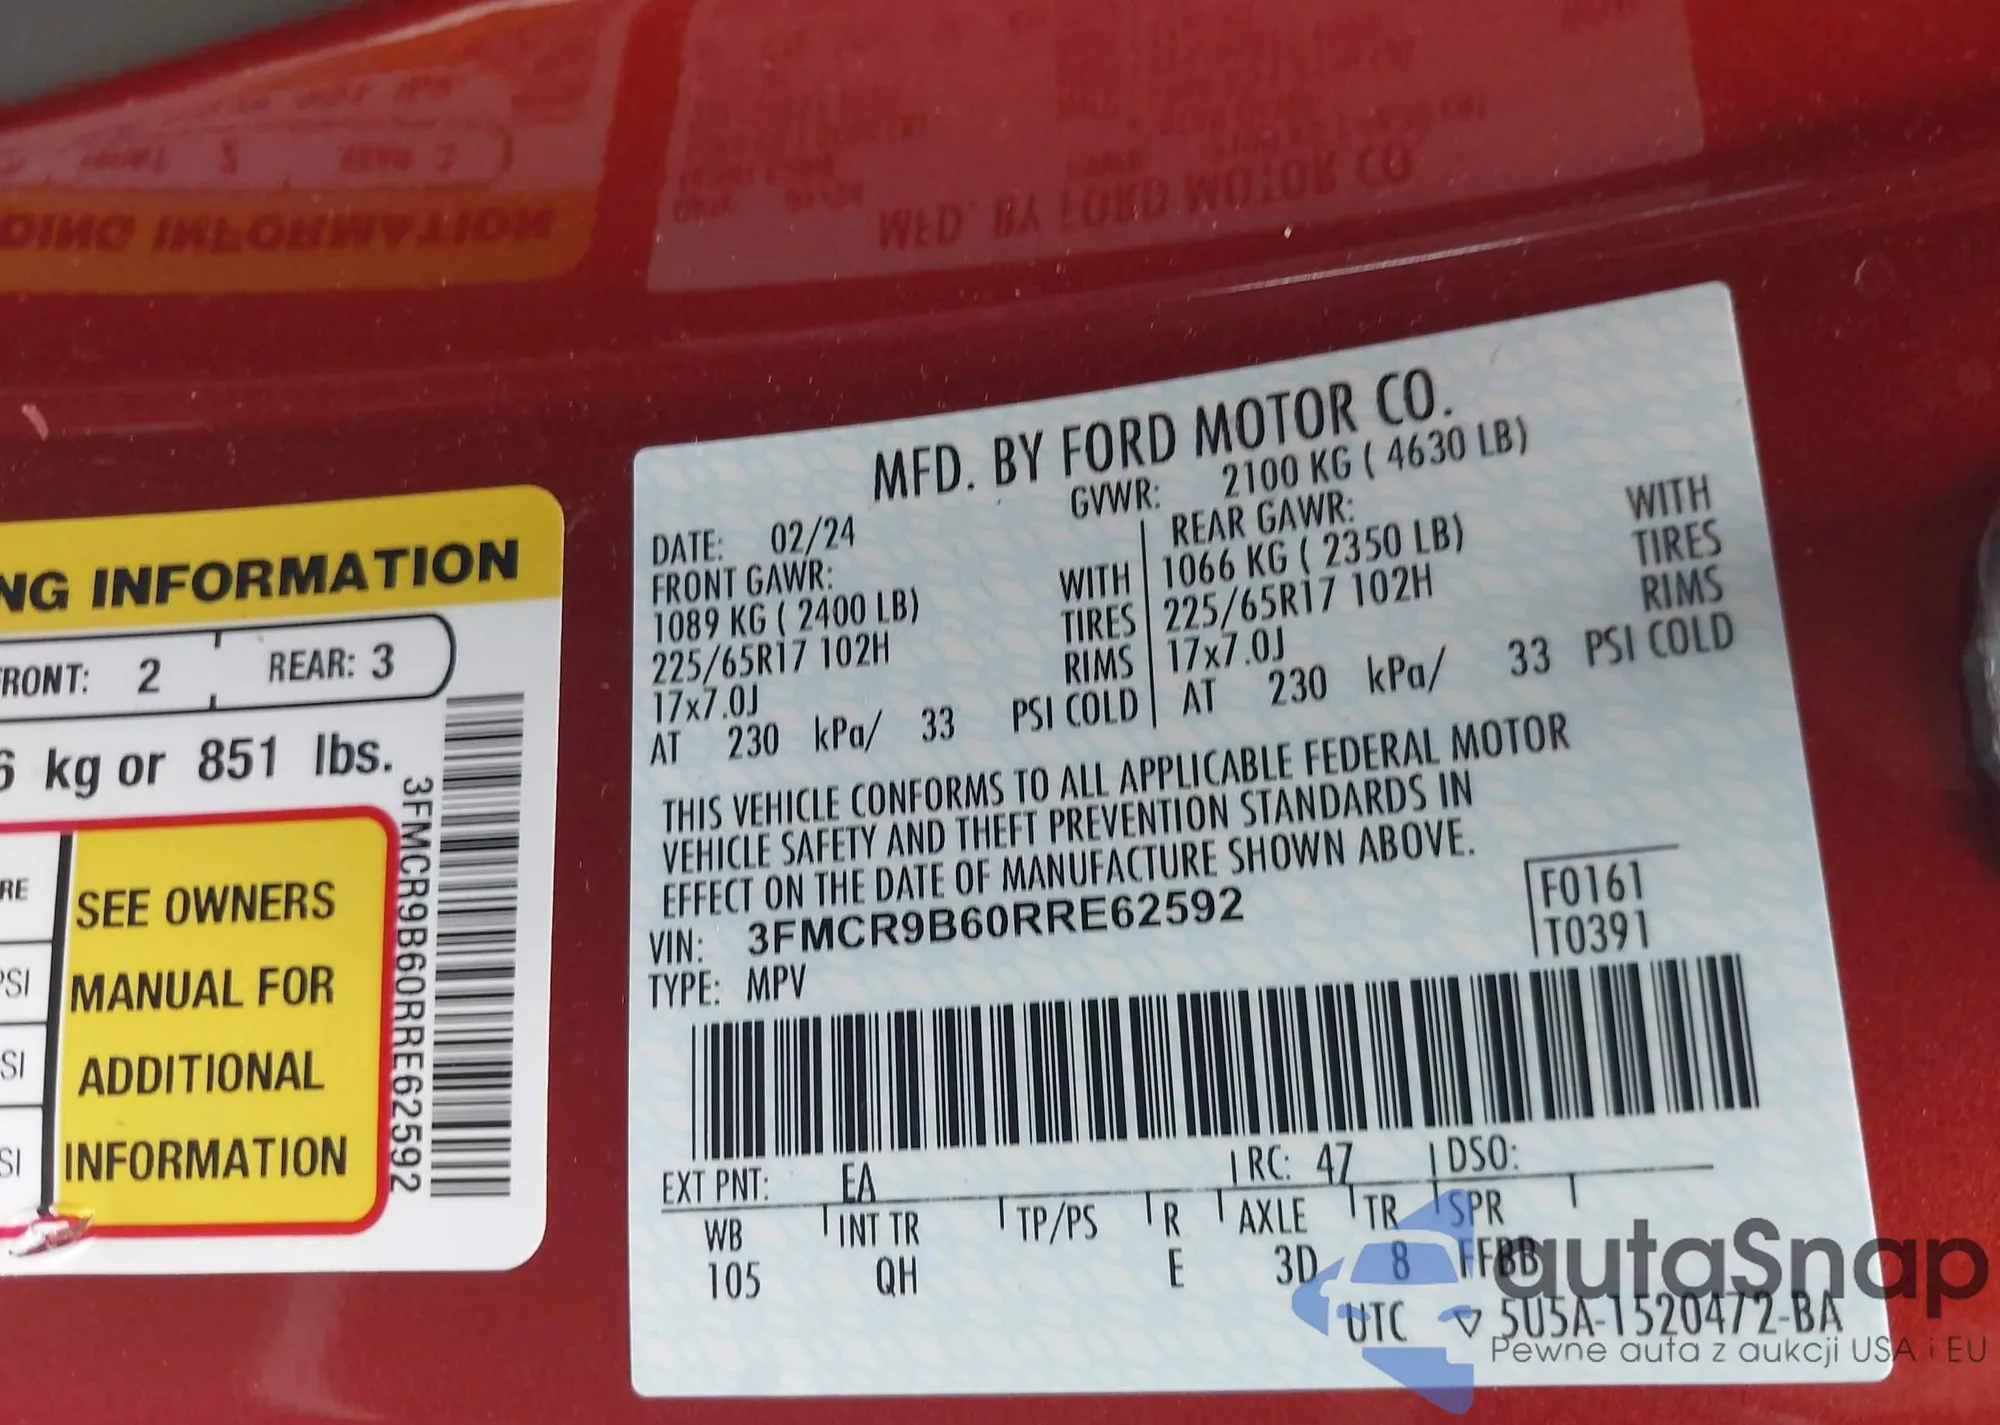 NG INFORMATION
FRONT: 2 REAR: 3
6 kg or 851 lbs.
RE
SEE OWNERS
PSI MANUAL FOR
SI ADDITIONAL
SI INFORMATION
3FMCR9B60RRE62592
MFD. BY FORD MOTOR CO.
DATE: 02/24 GVWR: 2100 KG ( 4630 LB)
FRONT GAWR: REAR GAWR:
1089 KG ( 2400 LB) WITH 1066 KG ( 2350 LB) WITH
225/65R17 102H TIRES 225/65R17 102H TIRES
17x7.0J RIMS 17x7.0J RIMS
AT 230 kPa/ 33 PSI COLD AT 230 kPa/ 33 PSI COLD
THIS VEHICLE CONFORMS TO ALL APPLICABLE FEDERAL MOTOR
VEHICLE SAFETY AND THEFT PREVENTION STANDARDS IN
EFFECT ON THE DATE OF MANUFACTURE SHOWN ABOVE.
VIN: 3FMCR9B60RRE62592
TYPE: MPV
F0161
T0391
EXT PNT: EA RC: 47 DSO:
WB INT TR TP/PS R AXLE TR SPR
105 QH E 3D 8 FFBB
UTC ▽ 5U5A-1520472-BA
autaSnap
Pewne auta z aukcji USA i EU